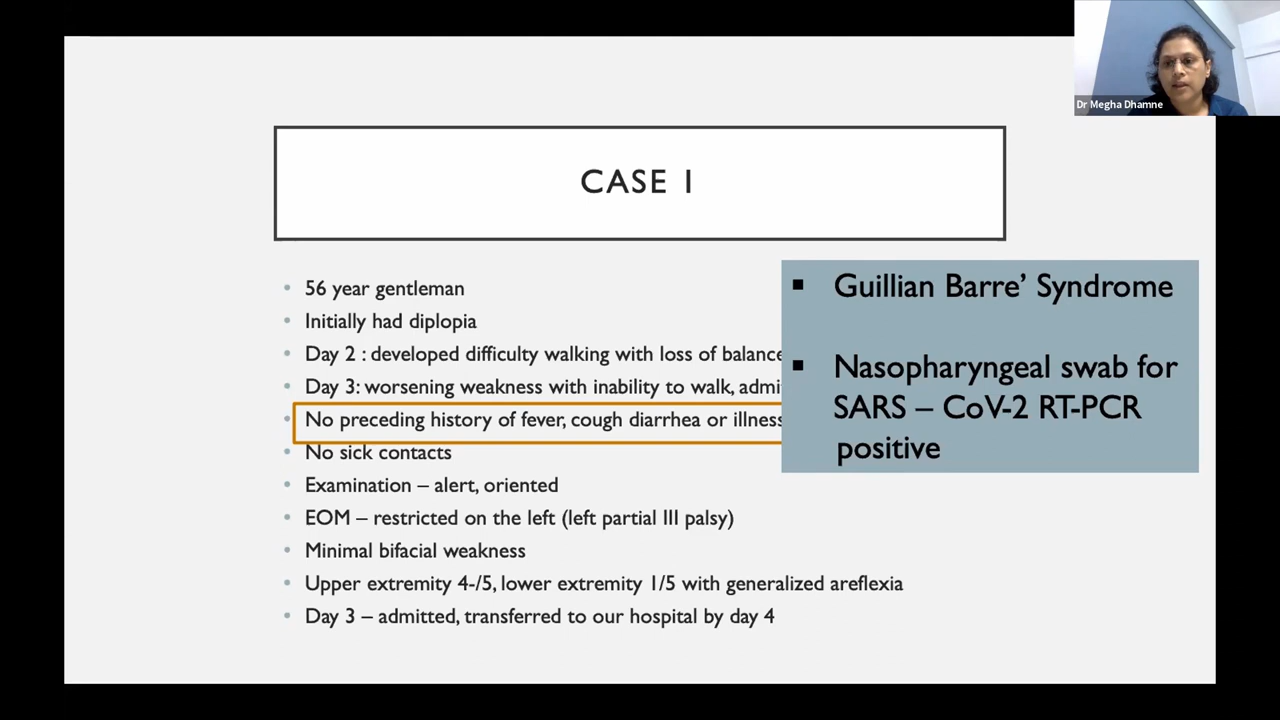 Dr Megha Dhamne
CASE 1
56 year gentleman
Initially had diplopia
Day 2 : developed difficulty walking with loss of balance
Day 3: worsening weakness with inability to walk, admi
No preceding history of fever, cough diarrhea or illness
No sick contacts
Examination – alert, oriented
EOM – restricted on the left (left partial III palsy)
Minimal bifacial weakness
Upper extremity 4-/5, lower extremity 1/5 with generalized areflexia
Day 3 – admitted, transferred to our hospital by day 4
Guillian Barre’ Syndrome
Nasopharyngeal swab for
SARS – CoV-2 RT-PCR
positive